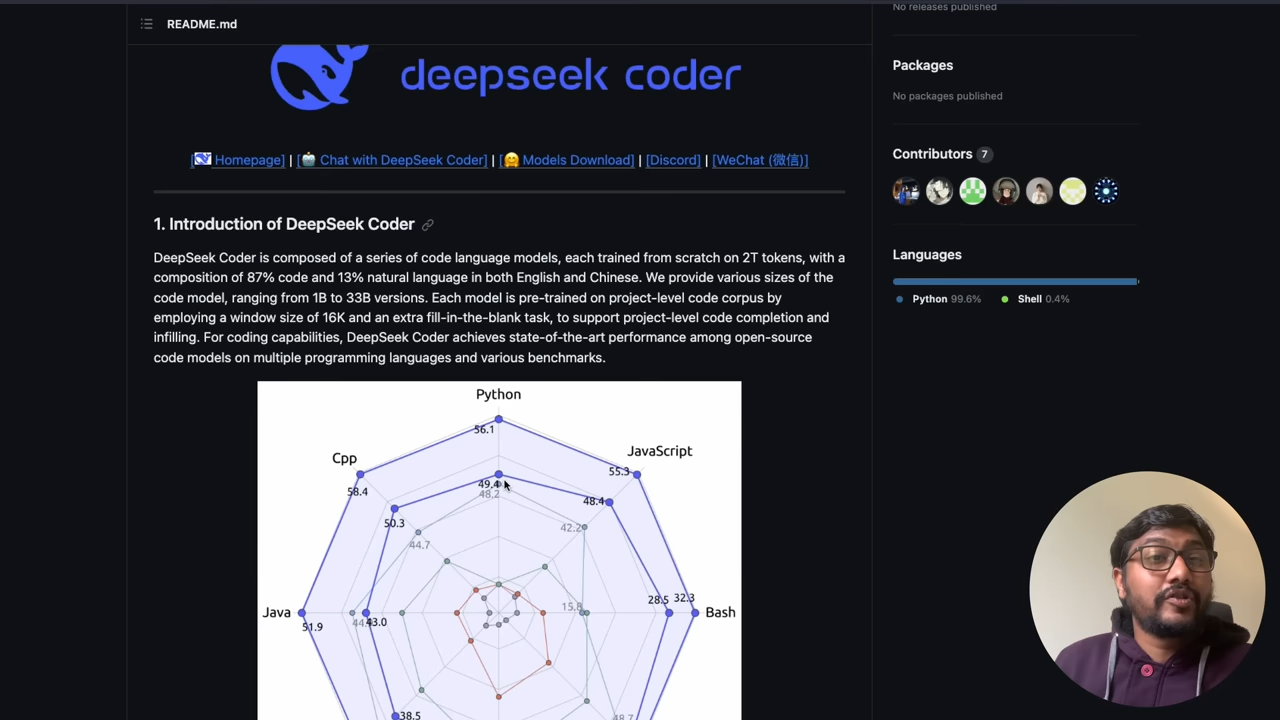 No releases published
README.md
deepseek coder
Packages
No packages published
[ Homepage] | [ Chat with DeepSeek Coder] | [ Models Download] | [Discord] | [WeChat (微信)]
Contributors 7
1. Introduction of DeepSeek Coder
DeepSeek Coder is composed of a series of code language models, each trained from scratch on 2T tokens, with a
composition of 87% code and 13% natural language in both English and Chinese. We provide various sizes of the
code model, ranging from 1B to 33B versions. Each model is pre-trained on project-level code corpus by
employing a window size of 16K and an extra fill-in-the-blank task, to support project-level code completion and
infilling. For coding capabilities, DeepSeek Coder achieves state-of-the-art performance among open-source
code models on multiple programming languages and various benchmarks.
Languages
Python 99.6% Shell 0.4%
Python
56.1
JavaScript
55.3
Cpp
58.4
49.4
48.2
48.4
50.3
42.2
44.7
28.5
32.3
15.8
Bash
Java
51.9
43.0
38.5
48.7